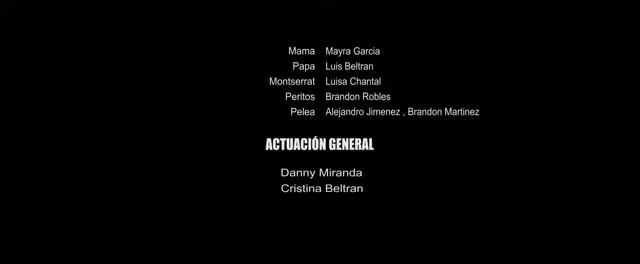 Mama Mayra Garcia
Papa Luis Beltran
Montserrat Luisa Chantal
Peritos Brandon Robles
Pelea Alejandro Jimenez , Brandon Martinez
ACTUACIÓN GENERAL
Danny Miranda
Cristina Beltran